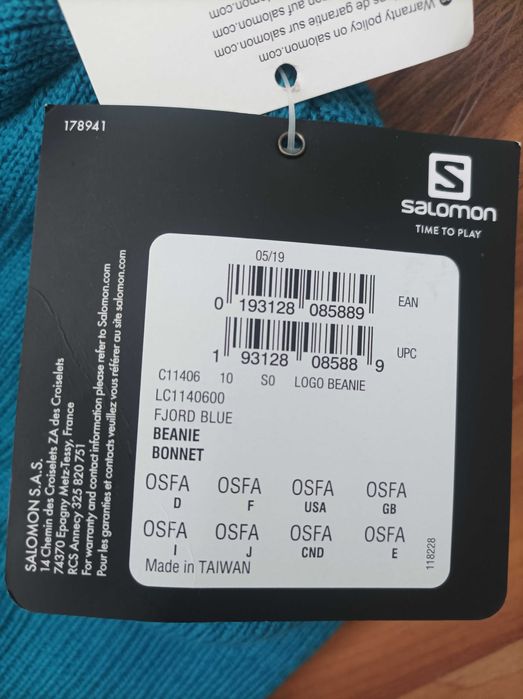 Warranty policy on salomon.com
de garantie sur salomon.com
auf salomon.com
salomon.com
178941
S
salomon
TIME TO PLAY
05/19
0 193128 085889 EAN
1 93128 08588 9 UPC
C11406 10 S0 LOGO BEANIE
LC1140600
FJORD BLUE
BEANIE
BONNET
OSFA OSFA OSFA OSFA
D F USA GB
OSFA OSFA OSFA OSFA
I J CND E
Made in TAIWAN
118228
SALOMON S.A.S.
14 Chemin des Croiselets ZA des Croiselets
74370 Epagny Metz-Tessy, France
RCS Annecy 325 820 751
For warranty and contact information please refer to Salomon.com
Pour les garanties et contacts veuillez vous référer au site salomon.com